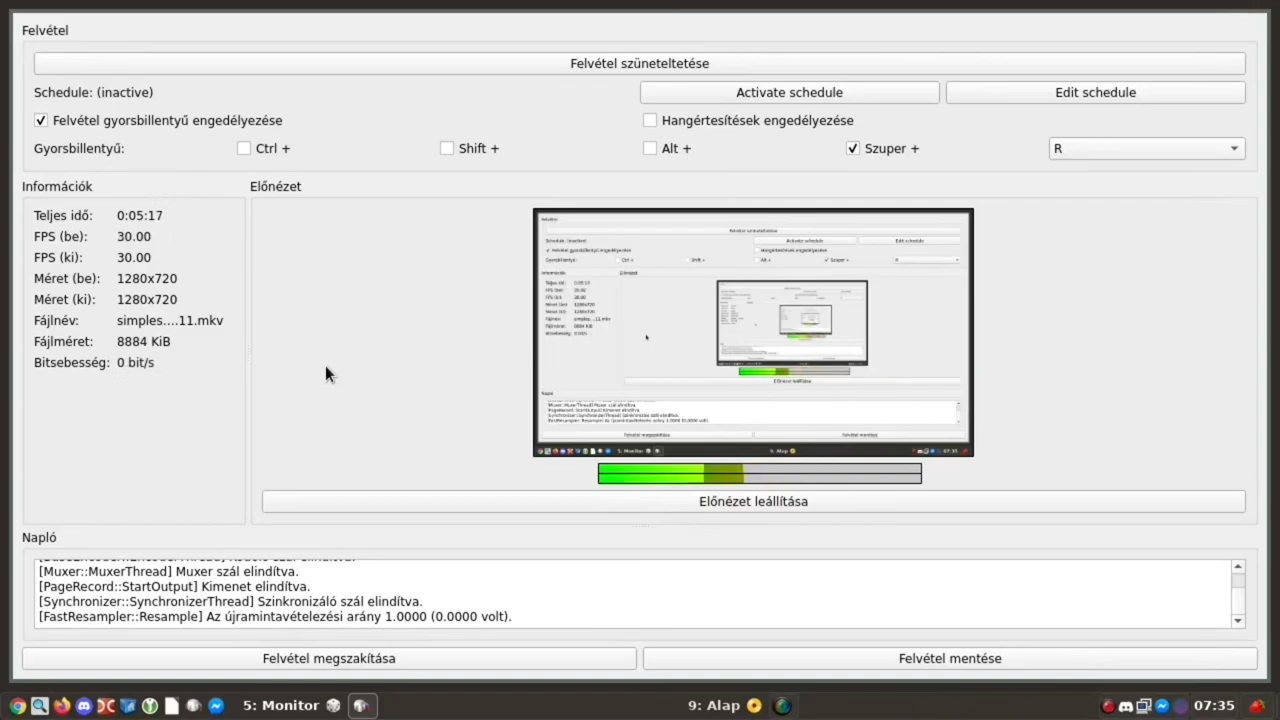 Felvétel
Felvétel szüneteltetése
Schedule: (inactive)
Activate schedule
Edit schedule
Felvétel gyorsbillentyű engedélyezése
Hangértesítések engedélyezése
Gyorsbillentyű:
Ctrl +
Shift +
Alt +
Szuper +
R
Információk
Előnézet
Teljes idő: 0:05:17
FPS (be): 30.00
FPS (ki): 30.00
Méret (be): 1280x720
Méret (ki): 1280x720
Fájlnév: simples....11.mkv
Fájlméret: 8884 KiB
Bitsebesség: 0 bit/s
Előnézet leállítása
Napló
[Muxer::MuxerThread] Muxer szál elindítva.
[PageRecord::StartOutput] Kimenet elindítva.
[Synchronizer::SynchronizerThread] Szinkronizáló szál elindítva.
[FastResampler::Resample] Az újramintavételezési arány 1.0000 (0.0000 volt).
Felvétel megszakítása
Felvétel mentése
5: Monitor
9: Alap
07:35